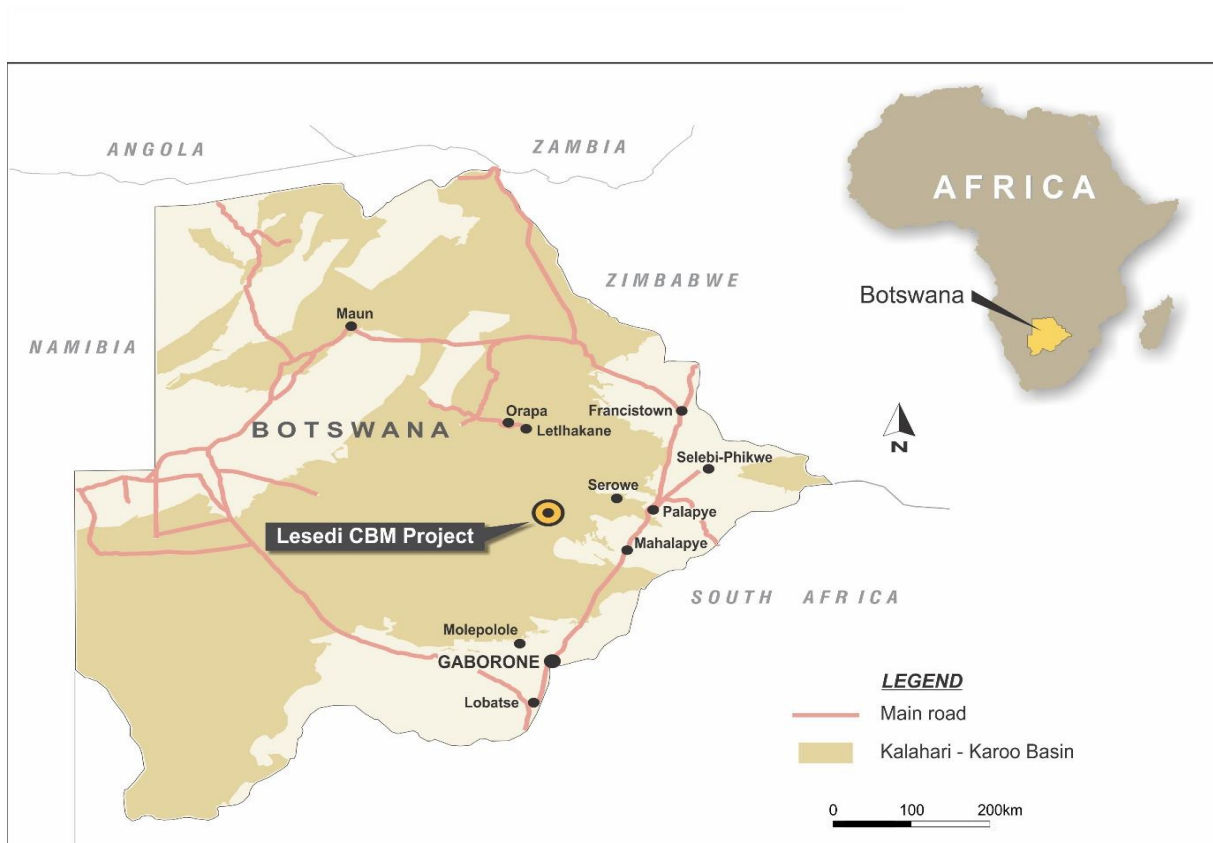 ANGOLA
ZAMBIA
AFRICA
ZIMBABWE
Botswana
Maun
NAMIBIA
Orapa
Francistown
BOTSWANA
Letlhakane
N
Selebi-Phikwe
Serowe
Palapye
Lesedi CBM Project
Mahalapye
SOUTH AFRICA
Molepolole
GABORONE
LEGEND
Lobatse
Main road
Kalahari - Karoo Basin
0 100 200km